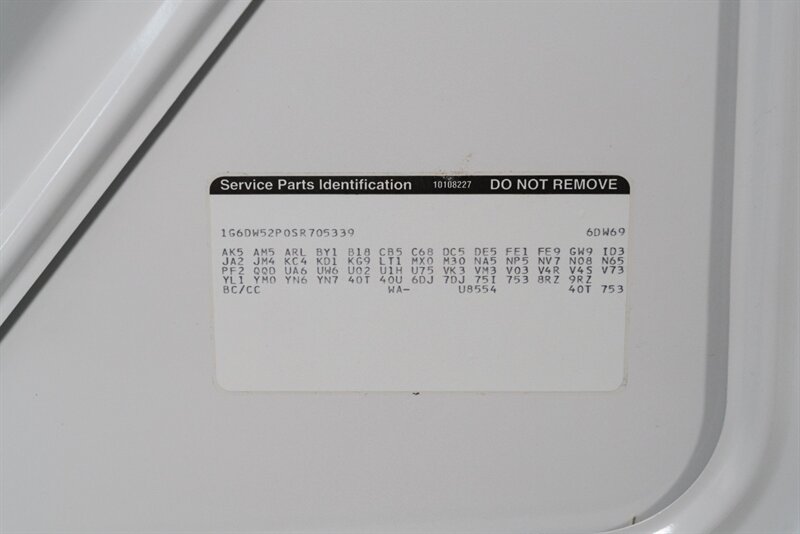 Service Parts Identification 10108227 DO NOT REMOVE
1G6DW52P0SR705339 6DW69
AK5 AM5 ARL BY1 B18 CB5 C68 DC5 DE5 FE1 FE9 GW9 ID3
JA2 JM4 KC4 KD1 KG9 LT1 MX0 M30 NA5 NP5 NV7 N08 N65
PF2 QQD UA6 UW6 U02 U1H U75 VK3 VM3 V03 V4R V4S V73
YL1 YM0 YN6 YN7 40T 40U 6DJ 7DJ 75I 753 8RZ 9RZ
BC/CC WA- U8554 40T 753